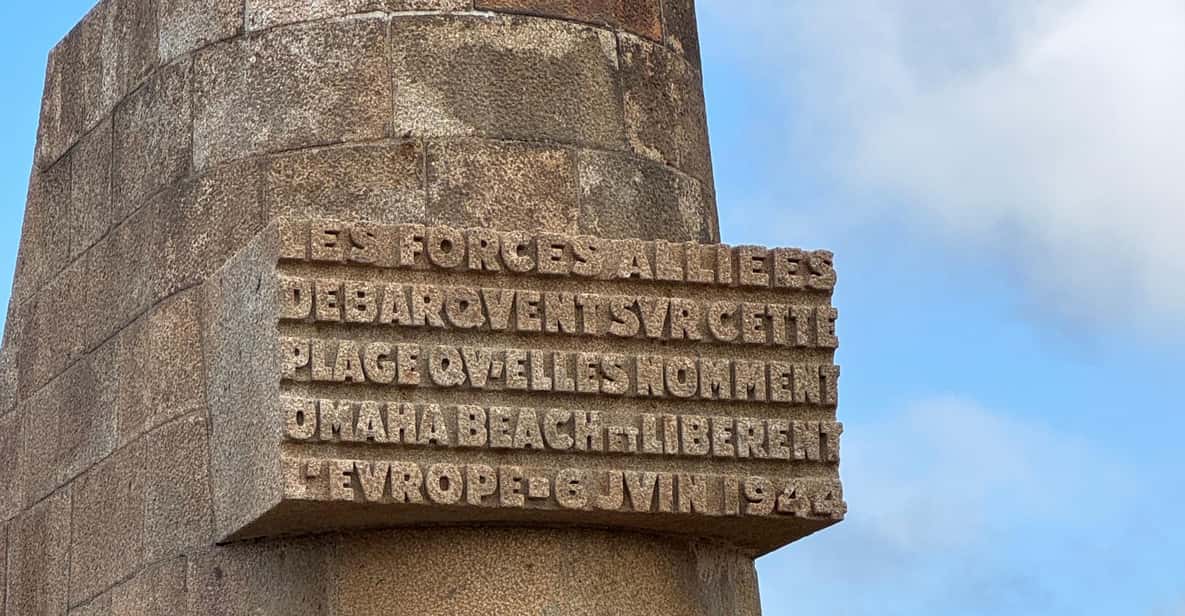 LES FORCES ALLIEES
DEBARQVENT SVR CETTE
PLAGE QV'ELLES NOMMENT
OMAHA BEACH ET LIBERENT
L'EVROPE-6 JVIN 1944